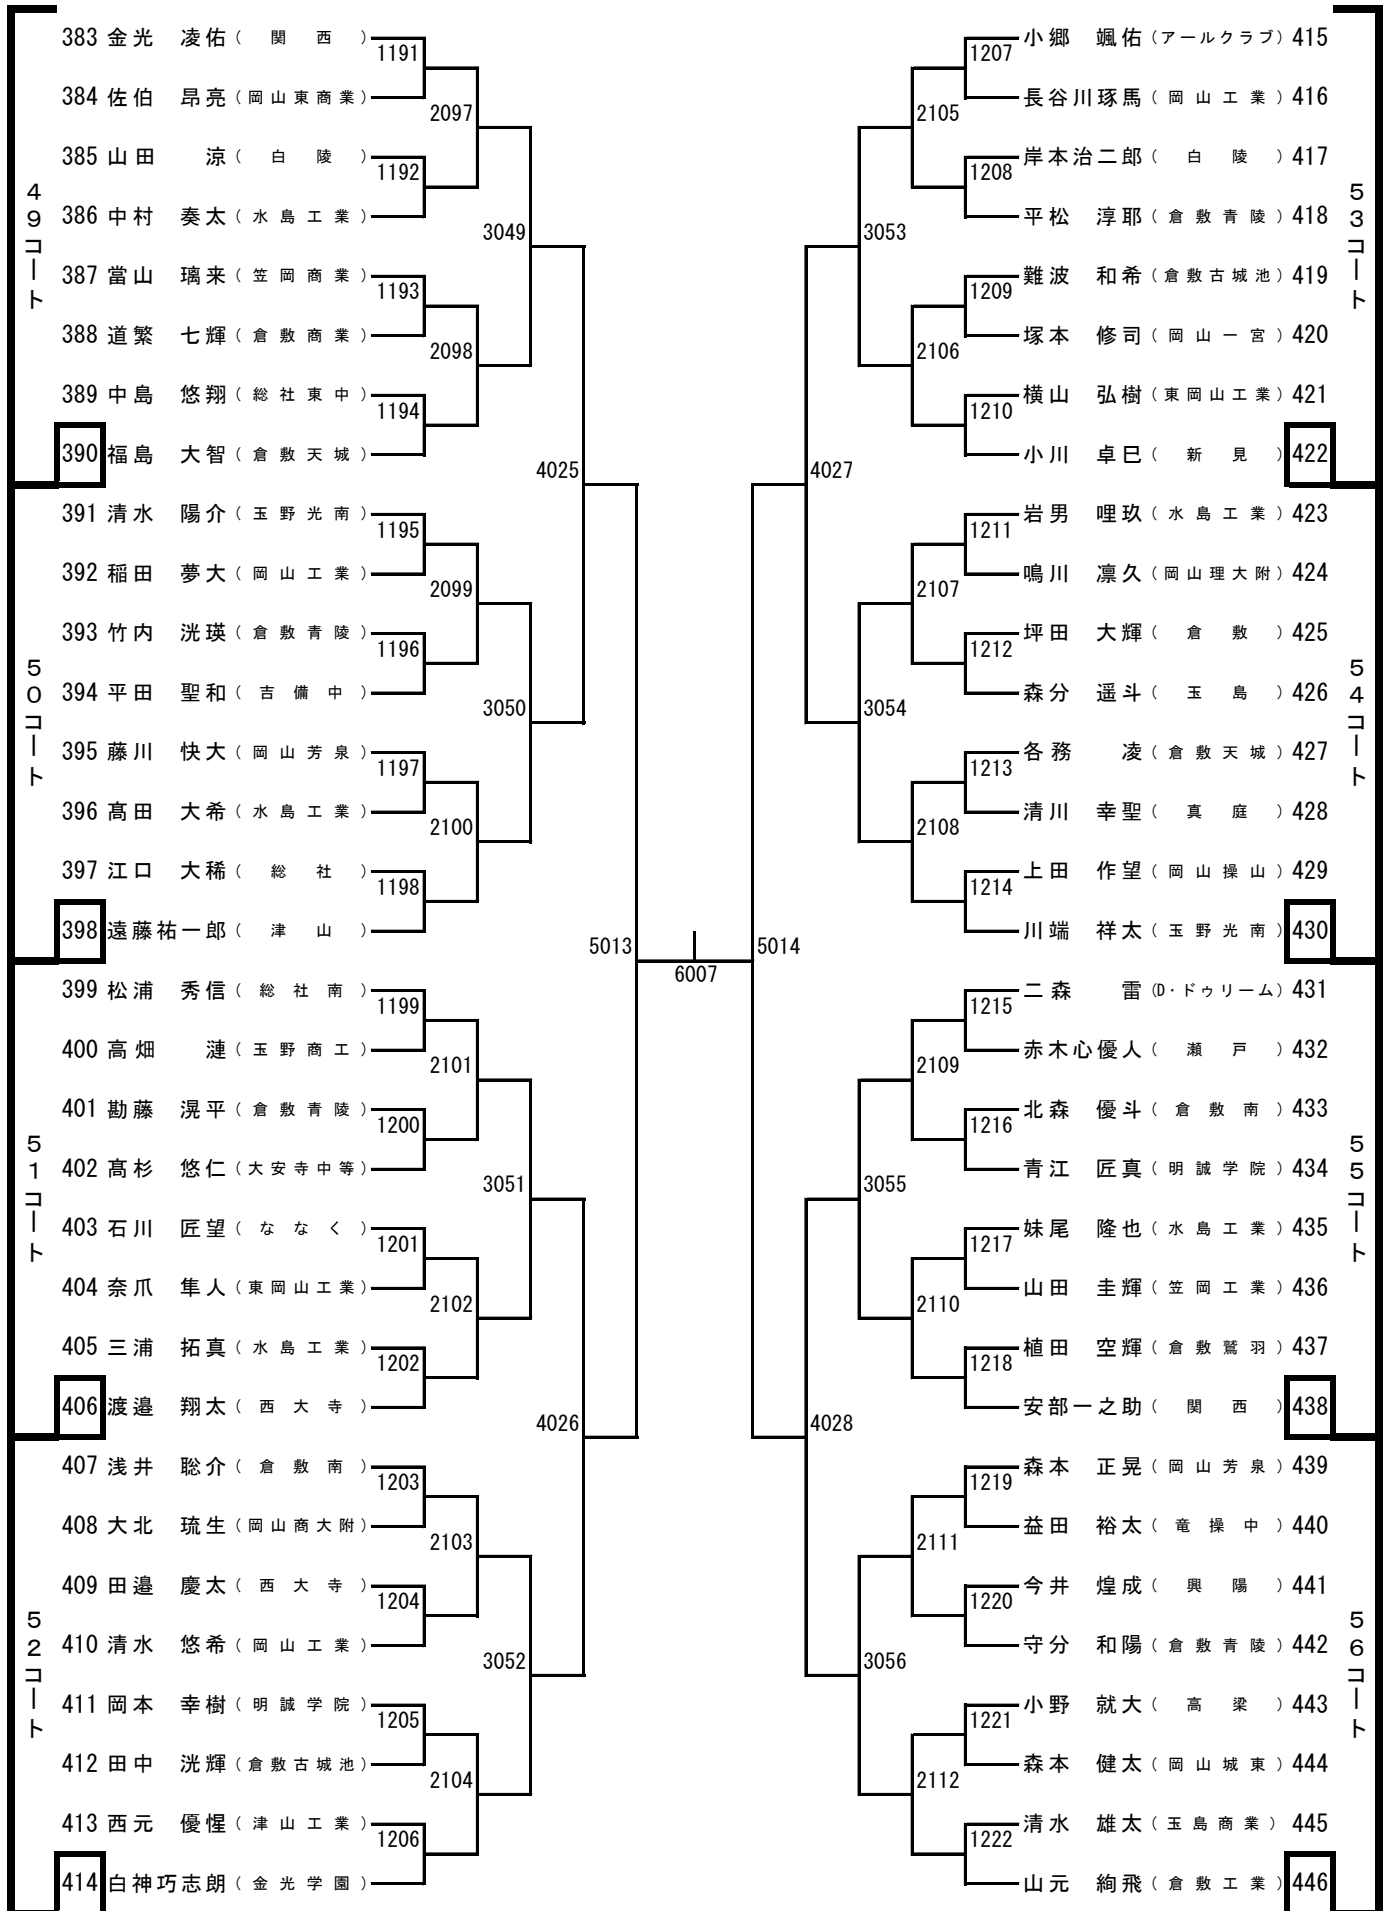 49コート
383 金光 凌佑 (関西)
1191
384 佐伯 昂亮 (岡山東商業)
2097
385 山田 涼 (白陵)
1192
386 中村 奏太 (水島工業)
3049
387 當山 璃来 (笠岡商業)
1193
388 道繁 七輝 (倉敷商業)
2098
389 中島 悠翔 (総社東中)
1194
390 福島 大智 (倉敷天城)
4025
50コート
391 清水 陽介 (玉野光南)
1195
392 稲田 夢大 (岡山工業)
2099
393 竹内 洸瑛 (倉敷青陵)
1196
394 平田 聖和 (吉備中)
3050
395 藤川 快大 (岡山芳泉)
1197
396 髙田 大希 (水島工業)
2100
397 江口 大稀 (総社)
1198
398 遠藤祐一郎 (津山)
5013
51コート
399 松浦 秀信 (総社南)
1199
400 高畑 漣 (玉野商工)
2101
401 勘藤 滉平 (倉敷青陵)
1200
402 髙杉 悠仁 (大安寺中等)
3051
403 石川 匠望 (ななく)
1201
404 奈爪 隼人 (東岡山工業)
2102
405 三浦 拓真 (水島工業)
1202
406 渡邉 翔太 (西大寺)
4026
52コート
407 浅井 聡介 (倉敷南)
1203
408 大北 琉生 (岡山商大附)
2103
409 田邉 慶太 (西大寺)
1204
410 清水 悠希 (岡山工業)
3052
411 岡本 幸樹 (明誠学院)
1205
412 田中 洸輝 (倉敷古城池)
2104
413 西元 優惺 (津山工業)
1206
414 白神巧志朗 (金光学園)
6007
53コート
小郷 颯佑 (アールクラブ) 415
1207
長谷川琢馬 (岡山工業) 416
2105
岸本治二郎 (白陵) 417
1208
平松 淳耶 (倉敷青陵) 418
3053
難波 和希 (倉敷古城池) 419
1209
塚本 修司 (岡山一宮) 420
2106
横山 弘樹 (東岡山工業) 421
1210
小川 卓巳 (新見) 422
4027
54コート
岩男 哩玖 (水島工業) 423
1211
鳴川 凛久 (岡山理大附) 424
2107
坪田 大輝 (倉敷) 425
1212
森分 遥斗 (玉島) 426
3054
各務 凌 (倉敷天城) 427
1213
清川 幸聖 (真庭) 428
2108
上田 作望 (岡山操山) 429
1214
川端 祥太 (玉野光南) 430
5014
55コート
二森 雷 (D・ドゥリーム) 431
1215
赤木心優人 (瀬戸) 432
2109
北森 優斗 (倉敷南) 433
1216
青江 匠真 (明誠学院) 434
3055
妹尾 隆也 (水島工業) 435
1217
山田 圭輝 (笠岡工業) 436
2110
植田 空輝 (倉敷鷲羽) 437
1218
安部一之助 (関西) 438
4028
56コート
森本 正晃 (岡山芳泉) 439
1219
益田 裕太 (竜操中) 440
2111
今井 煌成 (興陽) 441
1220
守分 和陽 (倉敷青陵) 442
3056
小野 就大 (高梁) 443
1221
森本 健太 (岡山城東) 444
2112
清水 雄太 (玉島商業) 445
1222
山元 絢飛 (倉敷工業) 446